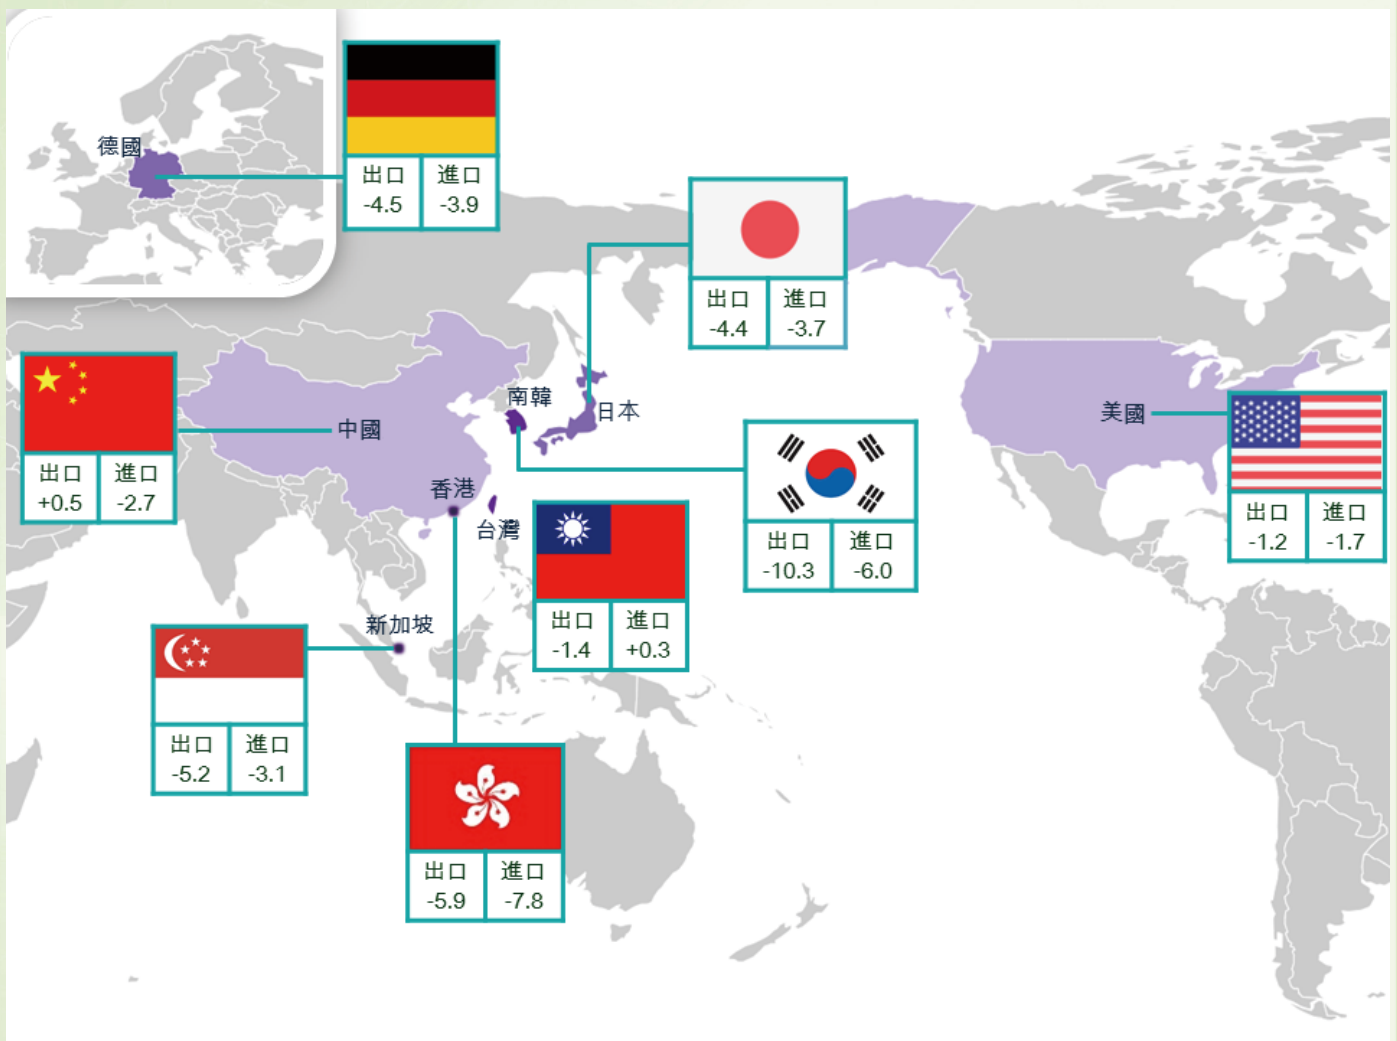 德國
出口 進口
-4.5 -3.9
出口 進口
-4.4 -3.7
南韓
日本
中國
美國
出口 進口
+0.5 -2.7
香港
台灣
出口 進口
-10.3 -6.0
出口 進口
-1.2 -1.7
新加坡
出口 進口
-1.4 +0.3
出口 進口
-5.2 -3.1
出口 進口
-5.9 -7.8